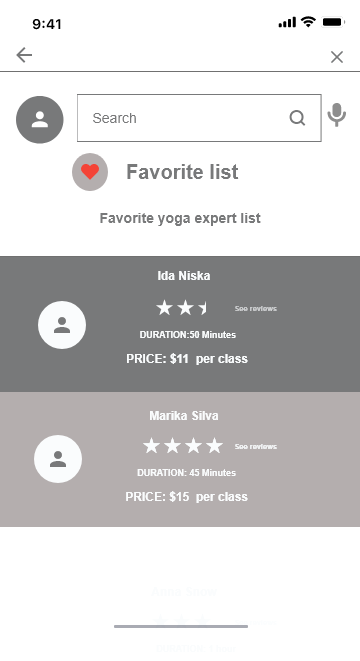 9:41
Search
Favorite list
Favorite yoga expert list
Ida Niska
See reviews
DURATION:50 Minutes
PRICE: $11 per class
Marika Silva
See reviews
DURATION: 45 Minutes
PRICE: $15 per class